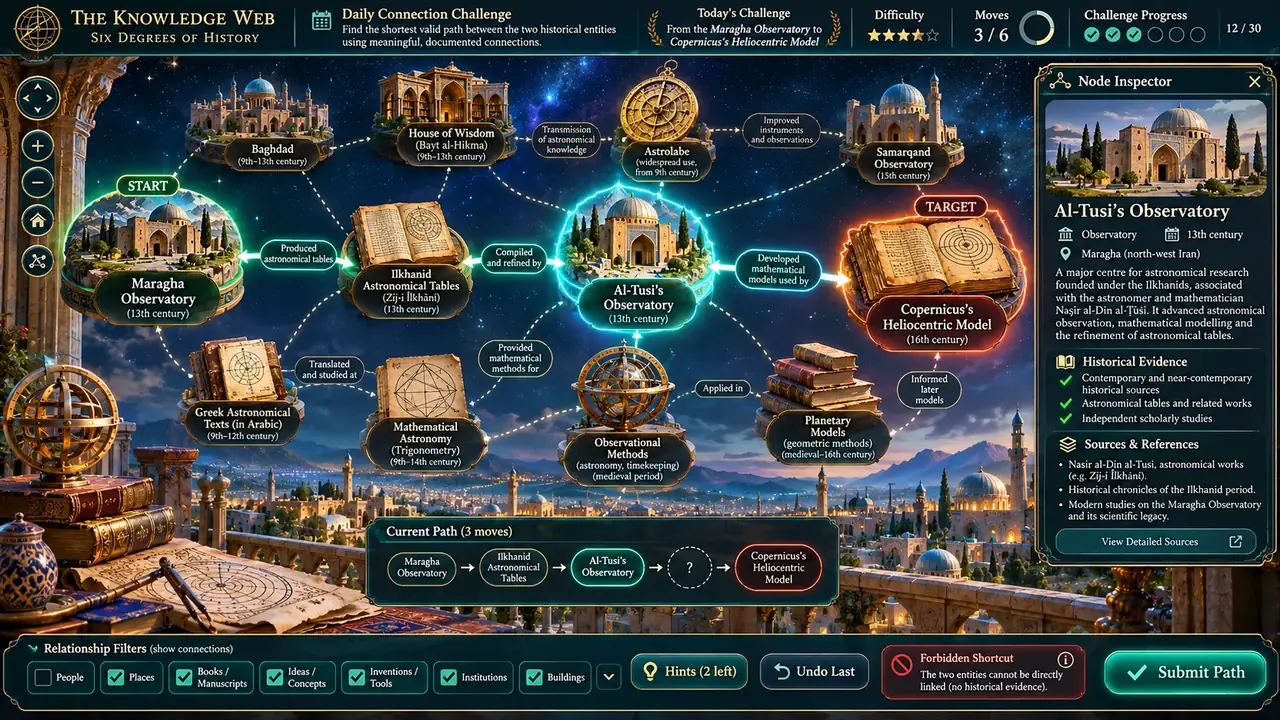 THE KNOWLEDGE WEB
SIX DEGREES OF HISTORY
Daily Connection Challenge
Find the shortest valid path between the two historical entities
using meaningful, documented connections.
Today's Challenge
From the Maragha Observatory to
Copernicus's Heliocentric Model
Difficulty
Moves
3 / 6
Challenge Progress
12 / 30
Baghdad
(9th–13th century)
House of Wisdom
(Bayt al-Hikma)
(9th–13th century)
Transmission
of astronomical
knowledge
Astrolabe
(widespread use,
from 9th century)
Improved
instruments
and observations
Samarqand
Observatory
(15th century)
START
Maragha
Observatory
(13th century)
Produced
astronomical tables
Ilkhanid
Astronomical Tables
(Zij-i Īlkhānī)
(13th century)
Compiled
and refined by
Al-Tusi's
Observatory
(13th century)
Developed
mathematical
models used by
TARGET
Copernicus's
Heliocentric Model
(16th century)
Greek Astronomical
Texts (in Arabic)
(9th–12th century)
Translated
and studied at
Mathematical
Astronomy
(Trigonometry)
(9th–14th century)
Provided
mathematical
methods for
Observational
Methods
(astronomy, timekeeping)
(medieval period)
Applied in
Planetary
Models
(geometric methods)
(medieval–16th century)
Informed
later
models
Node Inspector
Al-Tusi's Observatory
Observatory
13th century
Maragha (north-west Iran)
A major centre for astronomical research
founded under the Ilkhanids, associated
with the astronomer and mathematician
Naṣir al-Din al-Ṭūsi. It advanced astronomical
observation, mathematical modelling and
the refinement of astronomical tables.
Historical Evidence
Contemporary and near-contemporary
historical sources
Astronomical tables and related works
Independent scholarly studies
Sources & References
• Nasir al-Din al-Tusi, astronomical works
(e.g. Zij-i Īlkhānī).
• Historical chronicles of the Ilkhanid period.
• Modern studies on the Maragha Observatory
and its scientific legacy.
View Detailed Sources
Current Path (3 moves)
Maragha
Observatory
Ilkhanid
Astronomical
Tables
Al-Tusi's
Observatory
?
Copernicus's
Heliocentric
Model
Relationship Filters (show connections)
People
Places
Books /
Manuscripts
Ideas /
Concepts
Inventions /
Tools
Institutions
Buildings
Hints (2 left)
Undo Last
Forbidden Shortcut
The two entities cannot be directly
linked (no historical evidence).
Submit Path